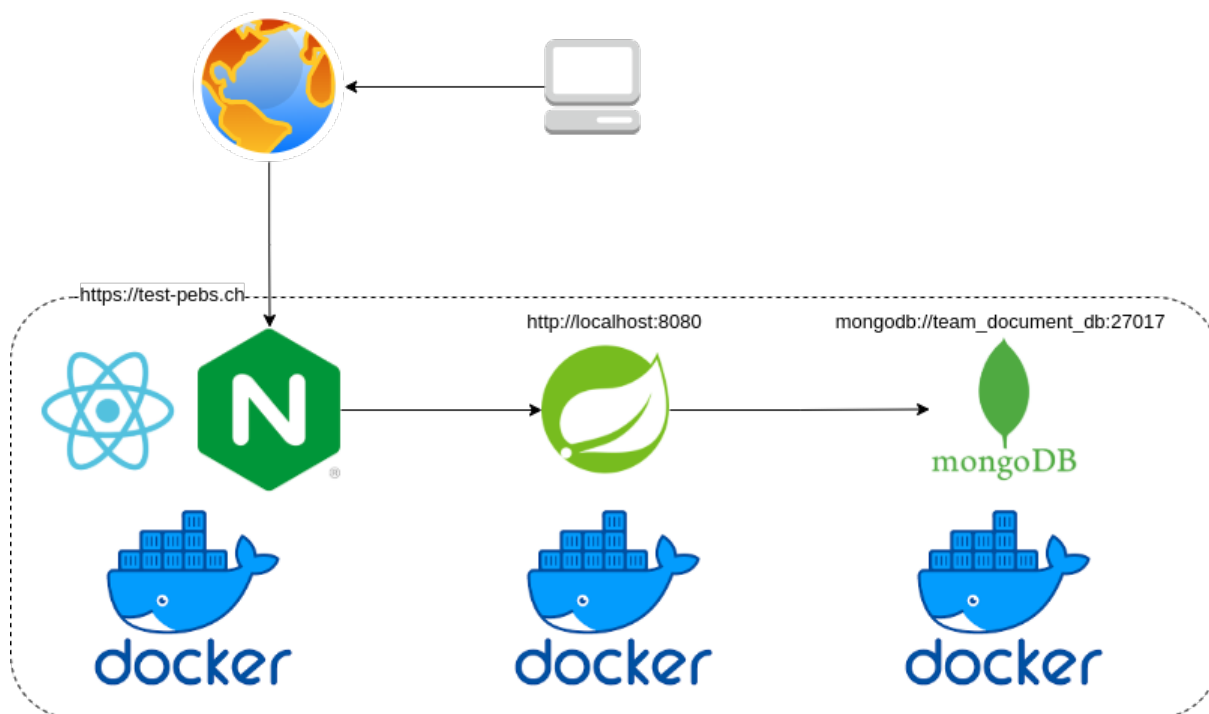 https://test-pebs.ch
http://localhost:8080
mongodb://team_document_db:27017
N
®
mongoDB
docker
docker
docker